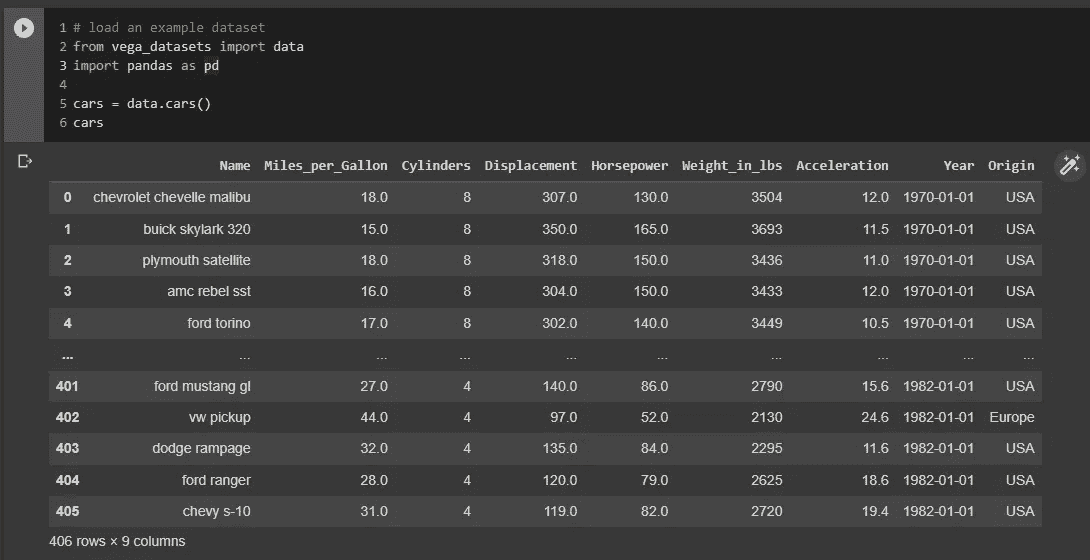 1 # load an example dataset
2 from vega_datasets import data
3 import pandas as pd
4
5 cars = data.cars()
6 cars
Name Miles_per_Gallon Cylinders Displacement Horsepower Weight_in_lbs Acceleration Year Origin
0 chevrolet chevelle malibu 18.0 8 307.0 130.0 3504 12.0 1970-01-01 USA
1 buick skylark 320 15.0 8 350.0 165.0 3693 11.5 1970-01-01 USA
2 plymouth satellite 18.0 8 318.0 150.0 3436 11.0 1970-01-01 USA
3 amc rebel sst 16.0 8 304.0 150.0 3433 12.0 1970-01-01 USA
4 ford torino 17.0 8 302.0 140.0 3449 10.5 1970-01-01 USA
... ... ... ... ... ... ... ... ... ...
401 ford mustang gl 27.0 4 140.0 86.0 2790 15.6 1982-01-01 USA
402 vw pickup 44.0 4 97.0 52.0 2130 24.6 1982-01-01 Europe
403 dodge rampage 32.0 4 135.0 84.0 2295 11.6 1982-01-01 USA
404 ford ranger 28.0 4 120.0 79.0 2625 18.6 1982-01-01 USA
405 chevy s-10 31.0 4 119.0 82.0 2720 19.4 1982-01-01 USA
406 rows × 9 columns